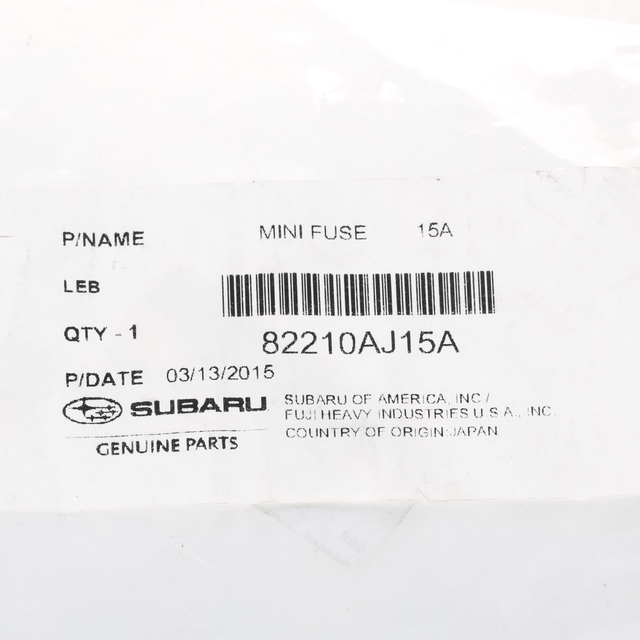 P/NAME MINI FUSE 15A
LEB
QTY - 1 82210AJ15A
P/DATE 03/13/2015
SUBARU SUBARU OF AMERICA, INC./
FUJI HEAVY INDUSTRIES U.S.A., INC.
GENUINE PARTS COUNTRY OF ORIGIN:JAPAN